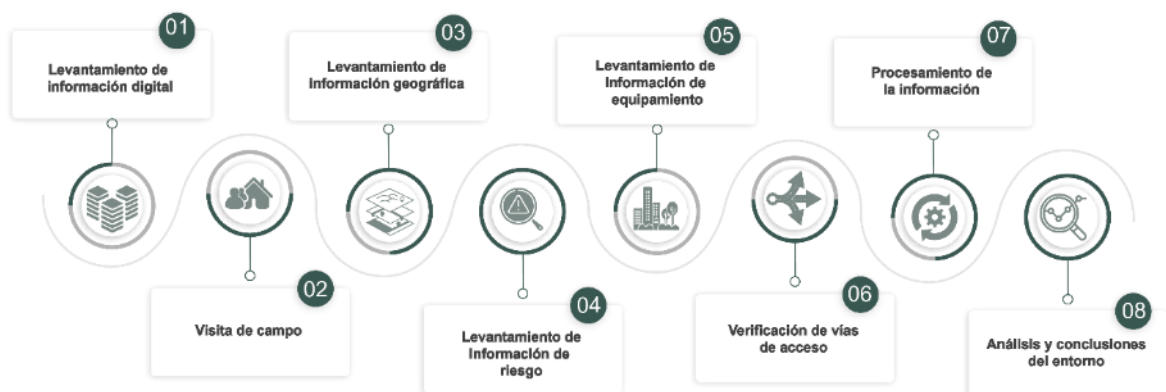 01
Levantamiento de
información digital
02
Visita de campo
03
Levantamiento de
Información geográfica
04
Levantamiento de
Información de
riesgo
05
Levantamiento de
Información de
equipamiento
06
Verificación de vías
de acceso
07
Procesamiento de
la información
08
Análisis y conclusiones
del entorno